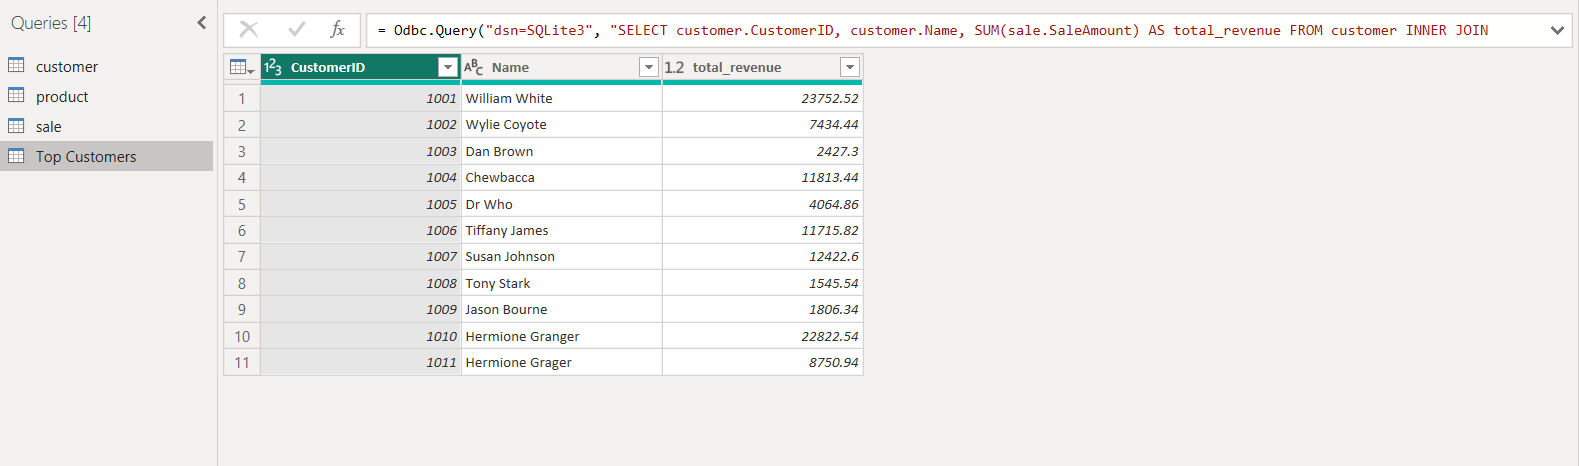 Queries [4]
customer
product
sale
Top Customers
fx
= Odbc.Query("dsn=SQLite3", "SELECT customer.CustomerID, customer.Name, SUM(sale.SaleAmount) AS total_revenue FROM customer INNER JOIN
123 CustomerID ABC Name 1.2 total_revenue
1 1001 William White 23752.52
2 1002 Wylie Coyote 7434.44
3 1003 Dan Brown 2427.3
4 1004 Chewbacca 11813.44
5 1005 Dr Who 4064.86
6 1006 Tiffany James 11715.82
7 1007 Susan Johnson 12422.6
8 1008 Tony Stark 1545.54
9 1009 Jason Bourne 1806.34
10 1010 Hermione Granger 22822.54
11 1011 Hermione Grager 8750.94